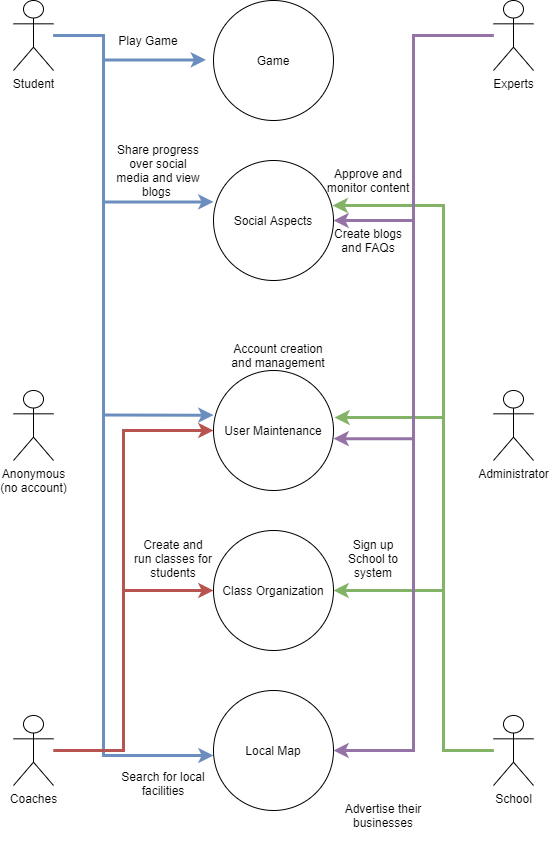 Play Game
Student
Game
Experts
Share progress
over social
media and view
blogs
Approve and
monitor content
Social Aspects
Create blogs
and FAQs
Account creation
and management
User Maintenance
Anonymous
(no account)
Administrator
Create and
run classes for
students
Sign up
School to
system
Class Organization
Local Map
Search for local
facilities
Coaches
School
Advertise their
businesses